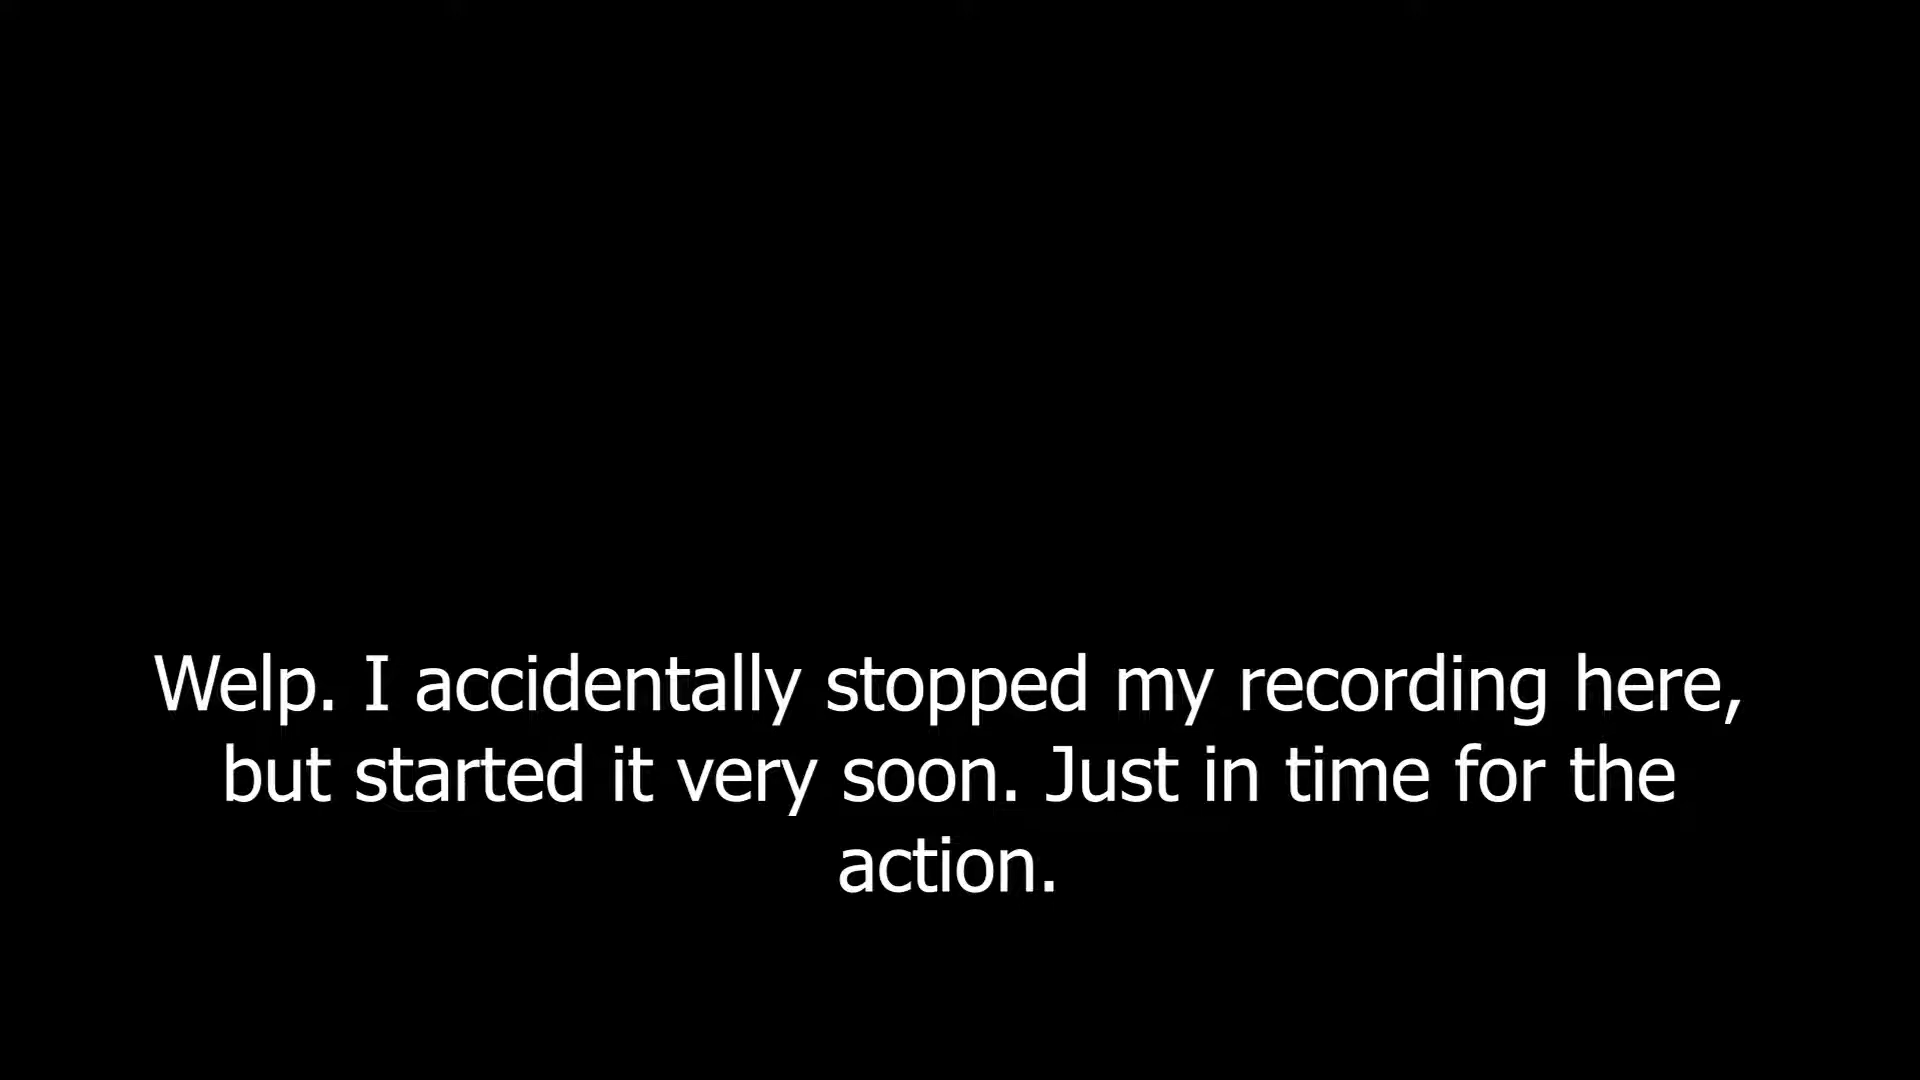 Welp. I accidentally stopped my recording here,
but started it very soon. Just in time for the
action.